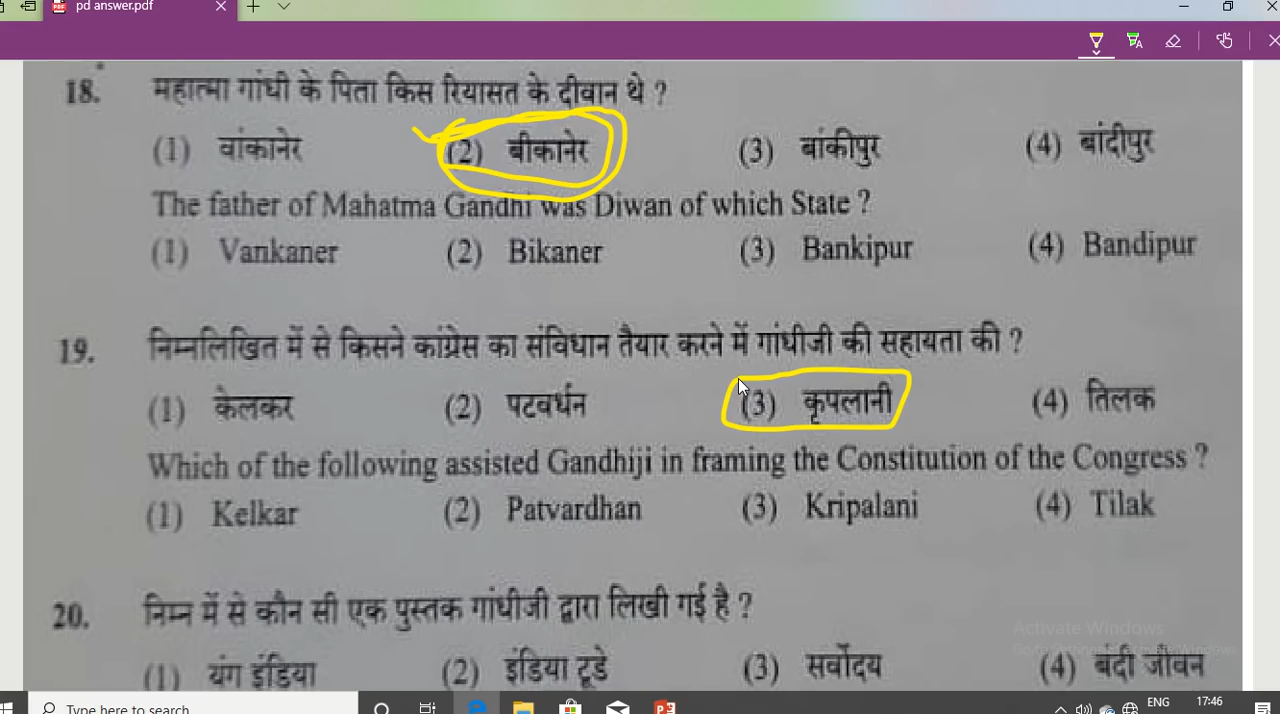 pd answer.pdf
18. महात्मा गांधी के पिता किस रियासत के दीवान थे ?
(1) वांकानेर (2) बीकानेर (3) बांकीपुर (4) बांदीपुर
The father of Mahatma Gandhi was Diwan of which State ?
(1) Vankaner (2) Bikaner (3) Bankipur (4) Bandipur
19. निम्नलिखित में से किसने कांग्रेस का संविधान तैयार करने में गांधीजी की सहायता की ?
(1) केलकर (2) पटवर्धन (3) कृपलानी (4) तिलक
Which of the following assisted Gandhiji in framing the Constitution of the Congress ?
(1) Kelkar (2) Patvardhan (3) Kripalani (4) Tilak
20. निम्न में से कौन सी एक पुस्तक गांधीजी द्वारा लिखी गई है ?
Activate Windows
(1) यंग इंडिया (2) इंडिया टूडे (3) सर्वोदय (4) बंदी जीवन
Type here to search ENG 17:46